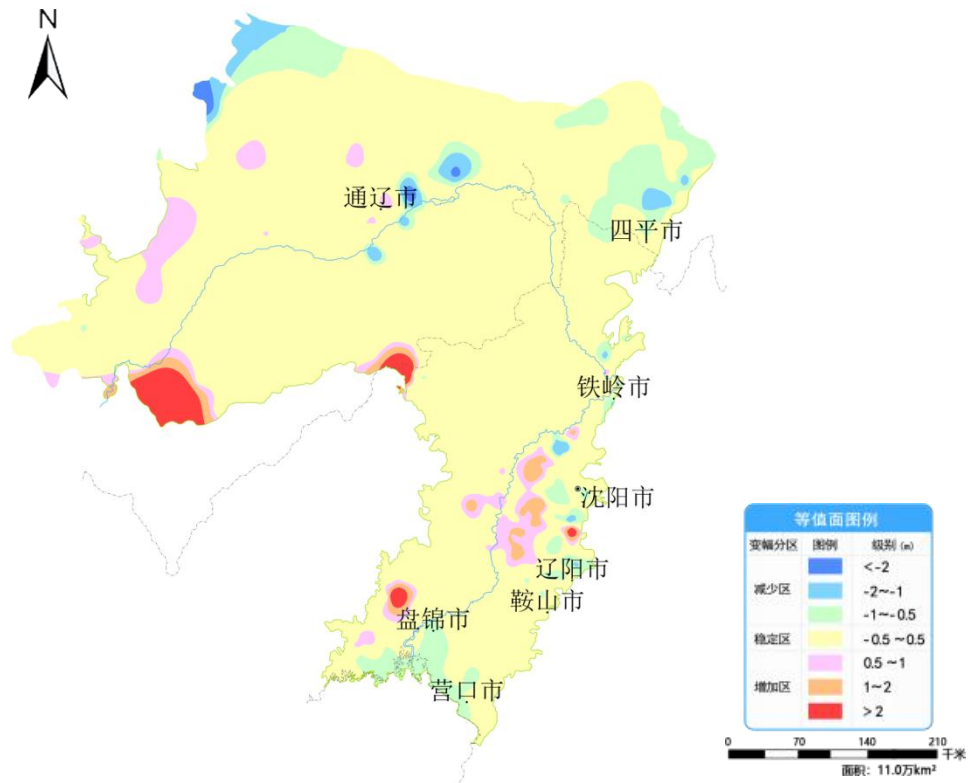 N
通辽市
四平市
铁岭市
沈阳市
辽阳市
鞍山市
盘锦市
营口市
等值面图例
变幅分区 图例 级别 (m)
减少区
<-2
-2~-1
-1~-0.5
稳定区
-0.5 ~0.5
增加区
0.5 ~1
1~2
>2
0 70 140 210
千米
面积：11.0万km²